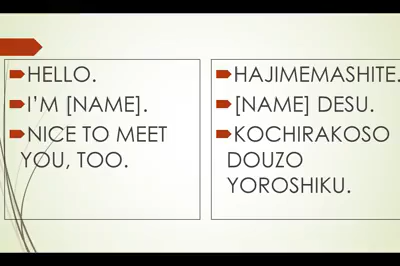 HELLO.
I'M [NAME].
NICE TO MEET
YOU, TOO.
HAJIMEMASHITE.
[NAME] DESU.
KOCHIRAKOSO
DOUZO
YOROSHIKU.